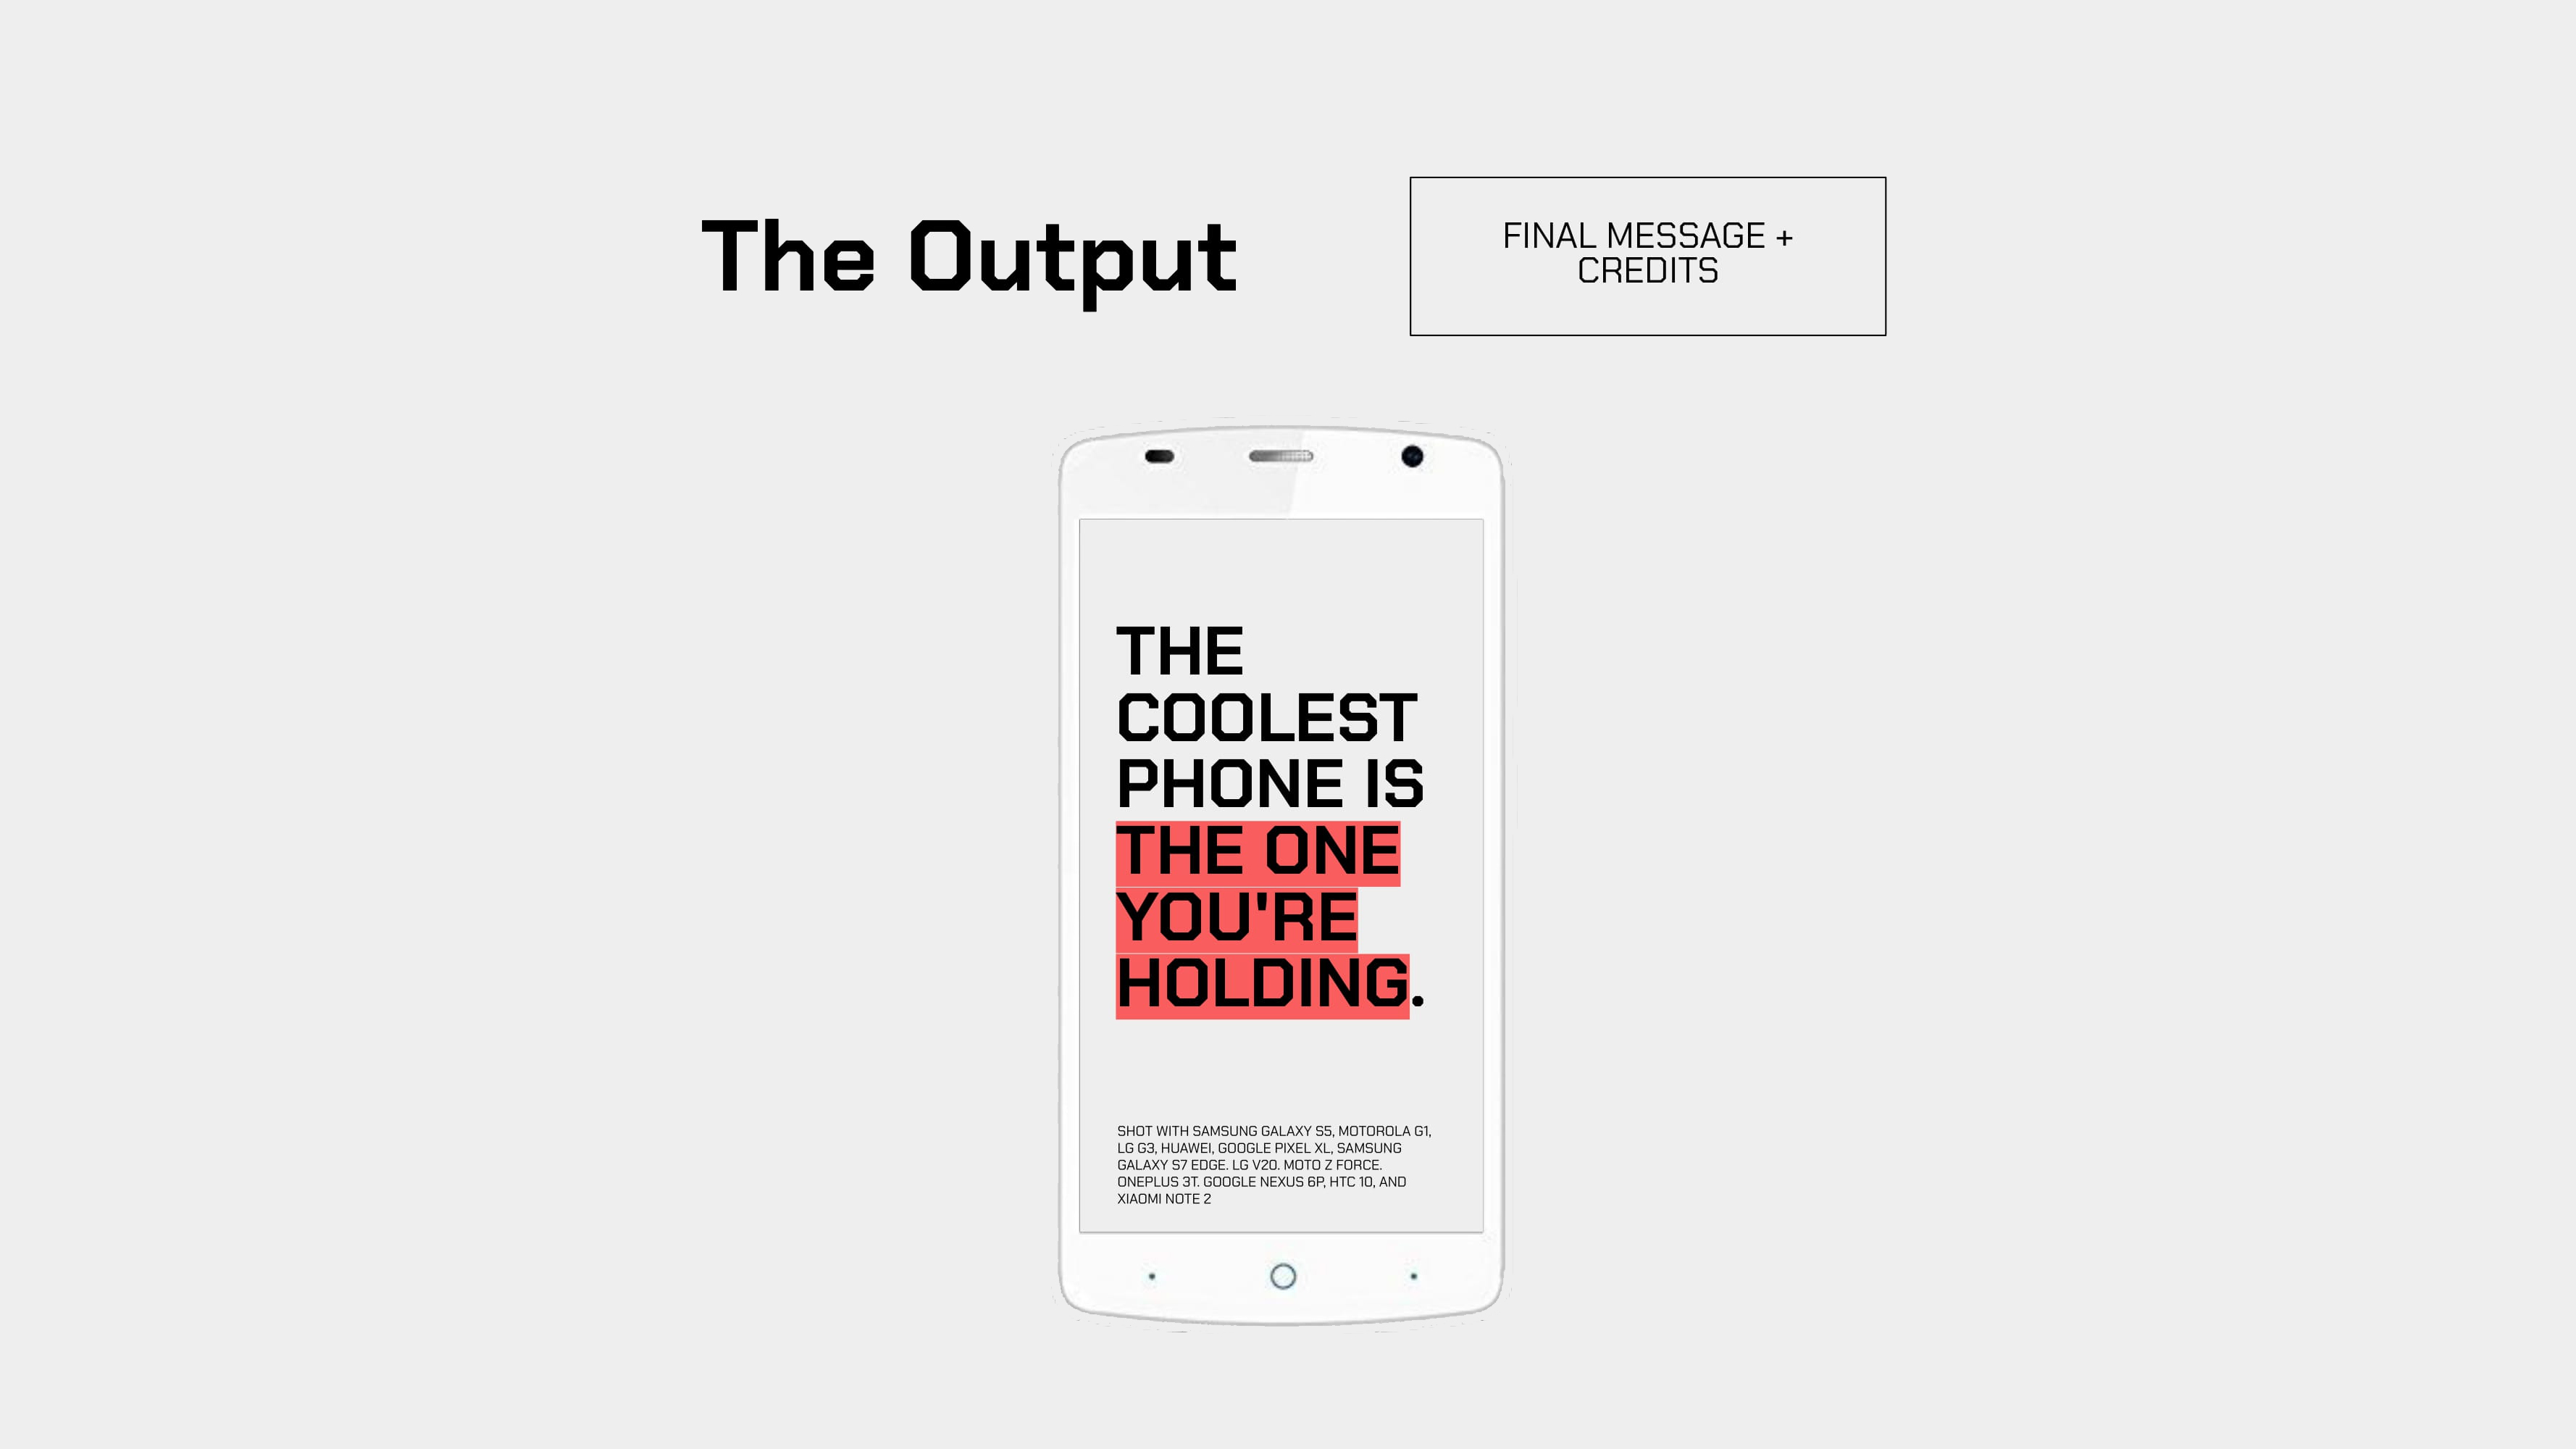 The Output
FINAL MESSAGE +
CREDITS
THE
COOLEST
PHONE IS
THE ONE
YOU'RE
HOLDING.
SHOT WITH SAMSUNG GALAXY S5, MOTOROLA G1,
LG G3, HUAWEI, GOOGLE PIXEL XL, SAMSUNG
GALAXY S7 EDGE. LG V20. MOTO Z FORCE.
ONEPLUS 3T. GOOGLE NEXUS 6P, HTC 10, AND
XIAOMI NOTE 2